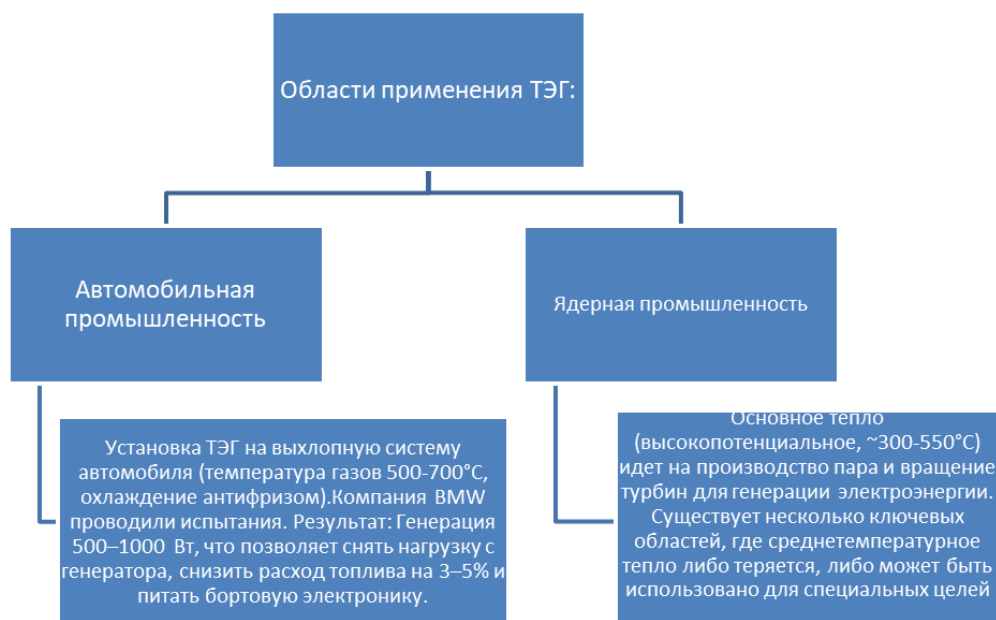 Области применения ТЭГ:
Автомобильная
промышленность
Ядерная промышленность
Установка ТЭГ на выхлопную систему
автомобиля (температура газов 500-700°C,
охлаждение антифризом).Компания BMW
проводили испытания. Результат: Генерация
500–1000 Вт, что позволяет снять нагрузку с
генератора, снизить расход топлива на 3–5% и
питать бортовую электронику.
Основное тепло
(высокопотенциальное, ~300-550°C)
идет на производство пара и вращение
турбин для генерации электроэнергии.
Существует несколько ключевых
областей, где среднетемпературное
тепло либо теряется, либо может быть
использовано для специальных целей